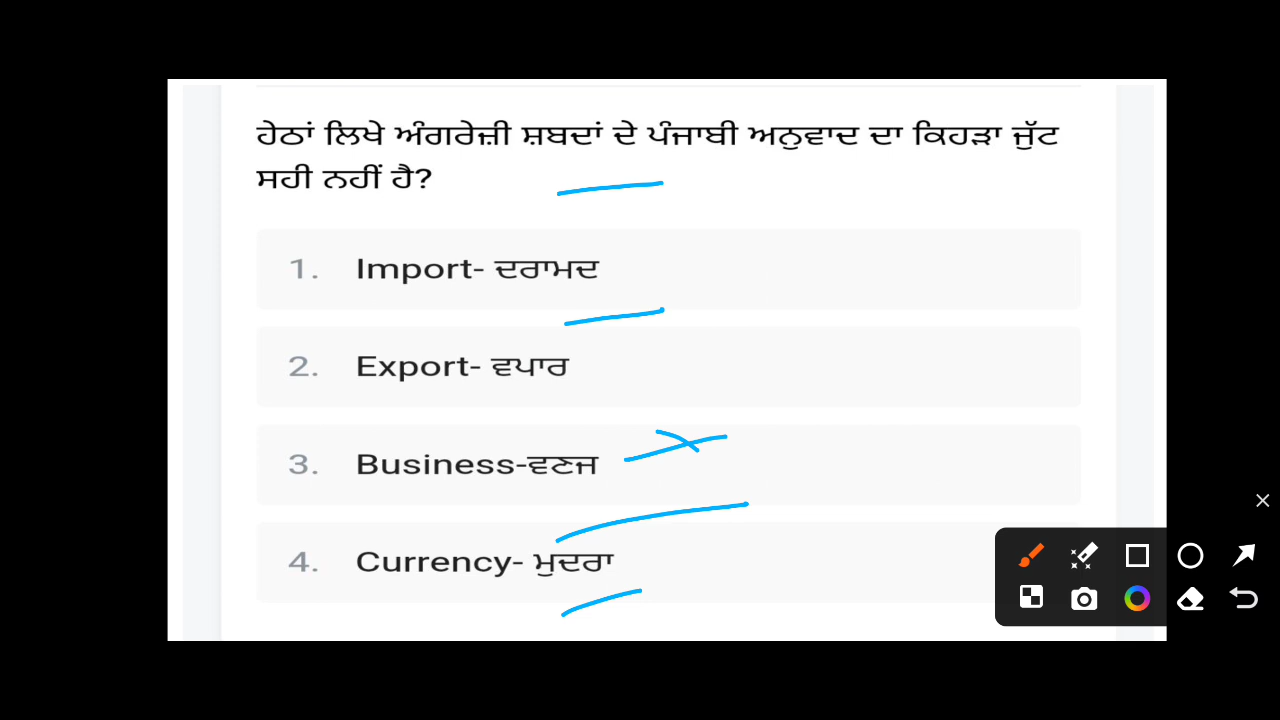 ਹੇਠਾਂ ਲਿਖੇ ਅੰਗਰੇਜ਼ੀ ਸ਼ਬਦਾਂ ਦੇ ਪੰਜਾਬੀ ਅਨੁਵਾਦ ਦਾ ਕਿਹੜਾ ਜੁੱਟ
ਸਹੀ ਨਹੀਂ ਹੈ?
1. Import- ਦਰਾਮਦ
2. Export- ਵਪਾਰ
3. Business-ਵਣਜ
4. Currency- ਮੁਦਰਾ